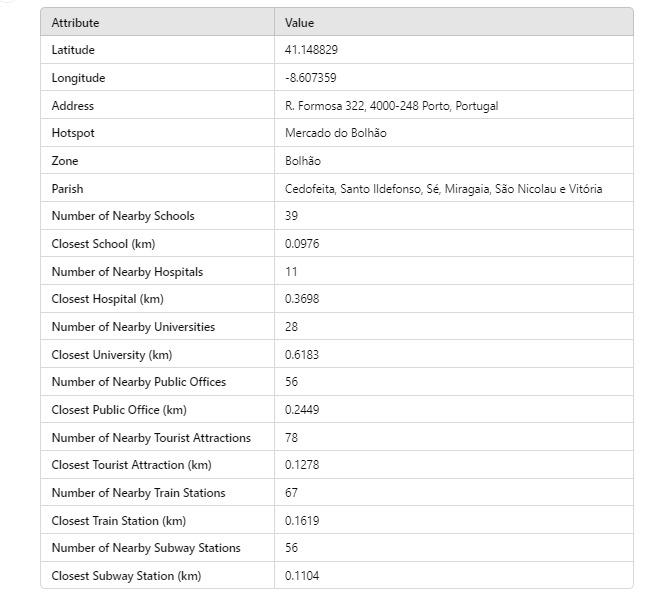 Attribute Value
Latitude 41.148829
Longitude -8.607359
Address R. Formosa 322, 4000-248 Porto, Portugal
Hotspot Mercado do Bolhão
Zone Bolhão
Parish Cedofeita, Santo Ildefonso, Sé, Miragaia, São Nicolau e Vitória
Number of Nearby Schools 39
Closest School (km) 0.0976
Number of Nearby Hospitals 11
Closest Hospital (km) 0.3698
Number of Nearby Universities 28
Closest University (km) 0.6183
Number of Nearby Public Offices 56
Closest Public Office (km) 0.2449
Number of Nearby Tourist Attractions 78
Closest Tourist Attraction (km) 0.1278
Number of Nearby Train Stations 67
Closest Train Station (km) 0.1619
Number of Nearby Subway Stations 56
Closest Subway Station (km) 0.1104